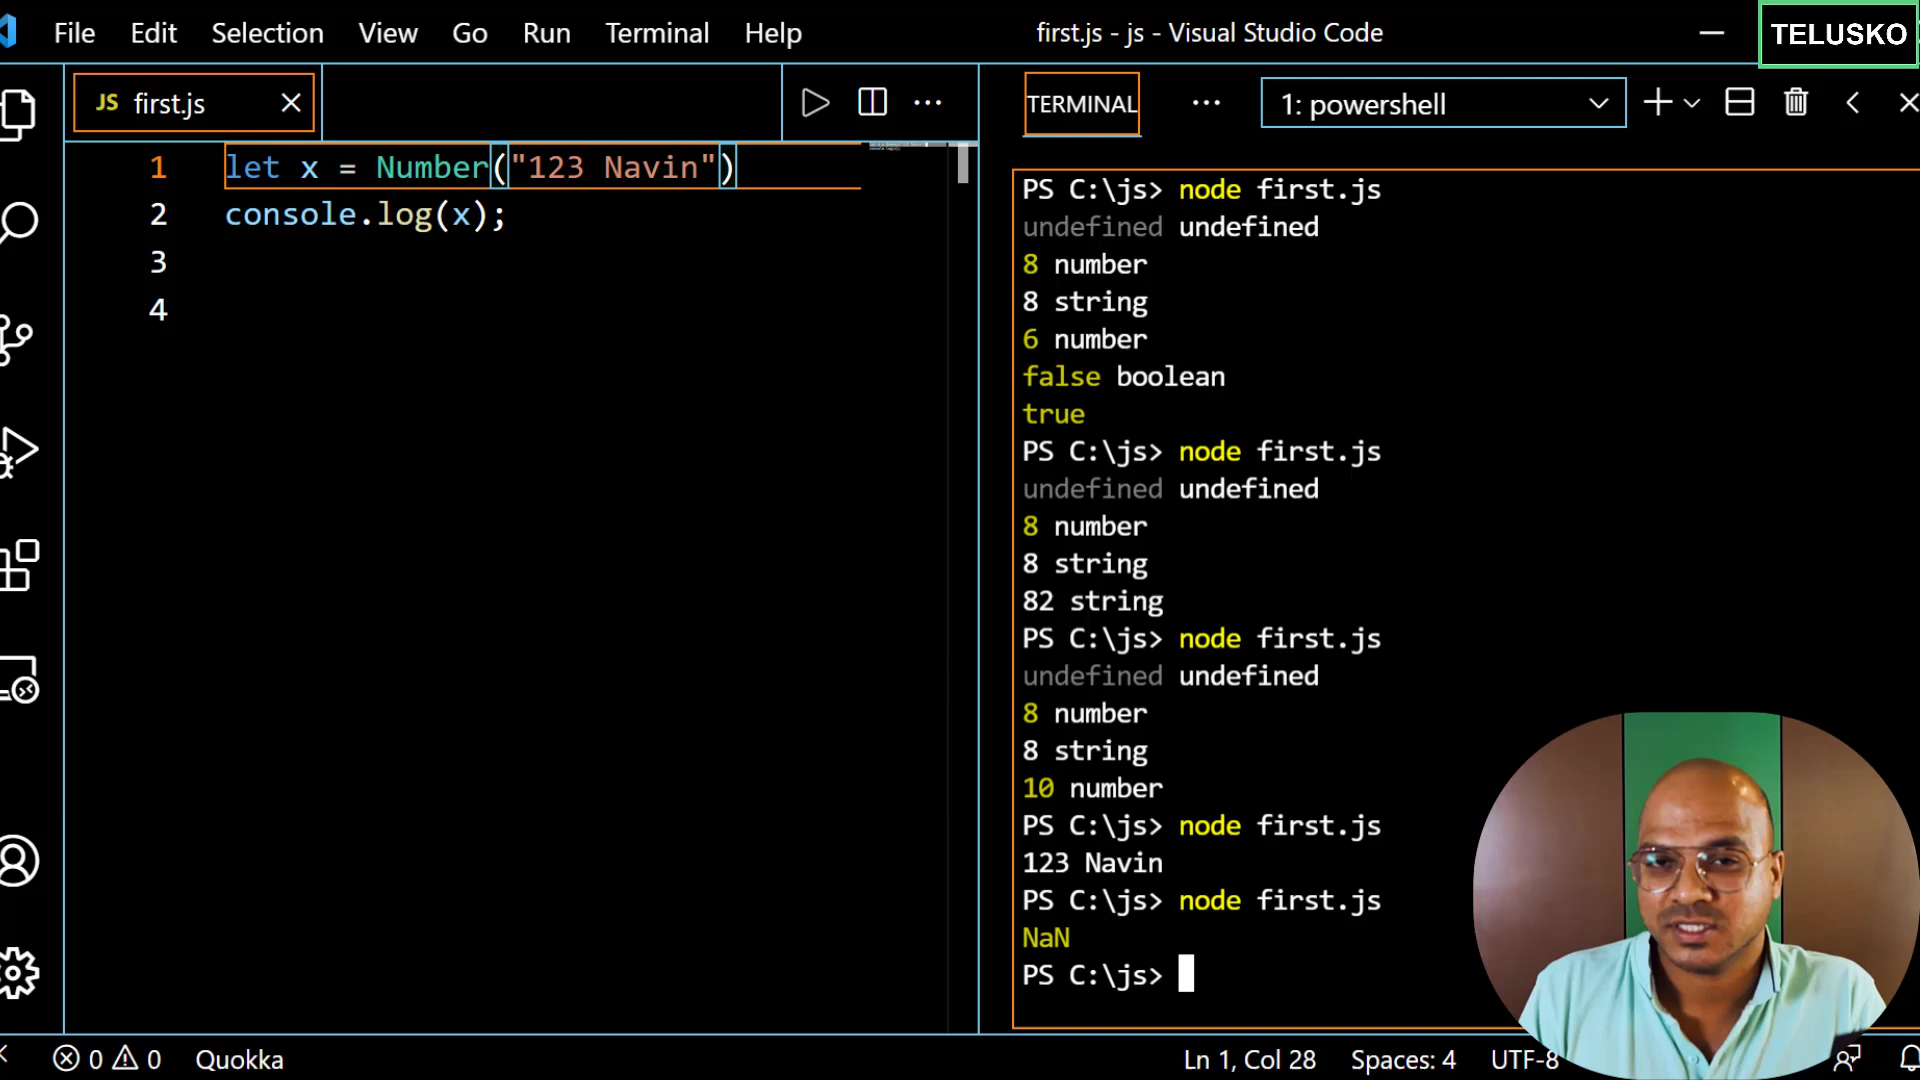 File Edit Selection View Go Run Terminal Help
first.js - js - Visual Studio Code
TELUSKO
JS first.js
1 let x = Number("123 Navin")
2 console.log(x);
3
4
TERMINAL
1: powershell
PS C:\js> node first.js
undefined undefined
8 number
8 string
6 number
false boolean
true
PS C:\js> node first.js
undefined undefined
8 number
8 string
82 string
PS C:\js> node first.js
undefined undefined
8 number
8 string
10 number
PS C:\js> node first.js
123 Navin
PS C:\js> node first.js
NaN
PS C:\js>
0 0 Quokka
Ln 1, Col 28 Spaces: 4 UTF-8